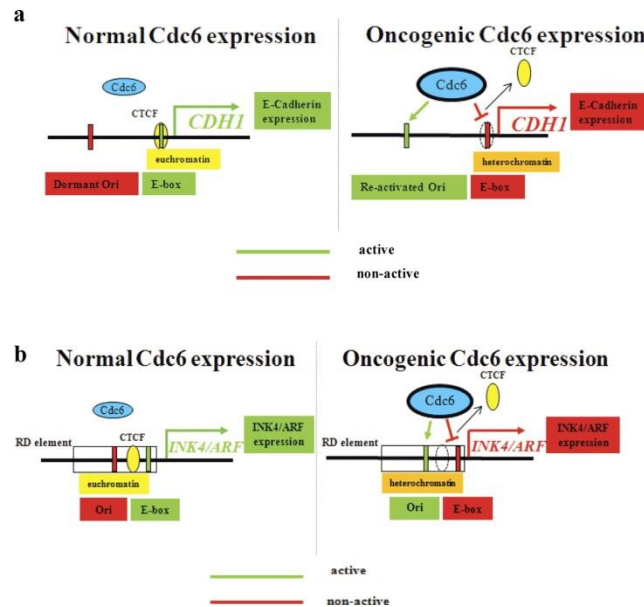 a
Normal Cdc6 expression
Cdc6
CTCF
CDH1
E-Cadherin
expression
euchromatin
Dormant Ori
E-box
Oncogenic Cdc6 expression
CTCF
Cdc6
CDH1
E-Cadherin
expression
heterochromatin
Re-activated Ori
E-box
active
non-active
b
Normal Cdc6 expression
Cdc6
RD element
CTCF
INK4/ARF
INK4/ARF
expression
euchromatin
Ori
E-box
Oncogenic Cdc6 expression
CTCF
Cdc6
RD element
INK4/ARF
INK4/ARF
expression
heterochromatin
Ori
E-box
active
non-active